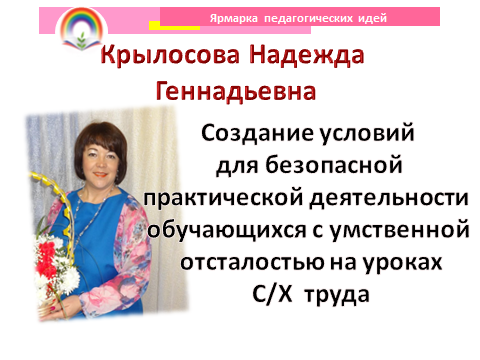 Ярмарка педагогических идей
Крылосова Надежда
Геннадьевна
Создание условий
для безопасной
практической деятельности
обучающихся с умственной
отсталостью на уроках
С/Х труда